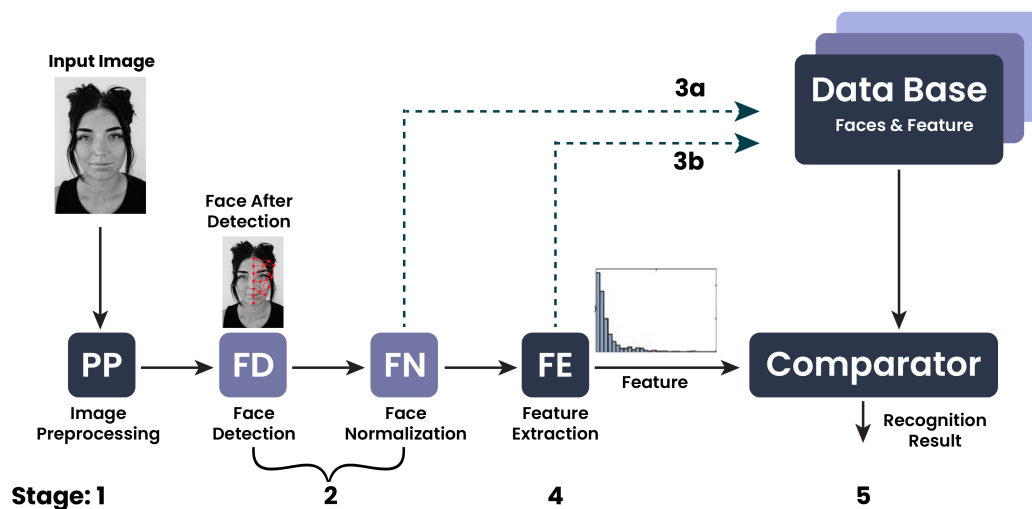 Input Image
3a
Data Base
Faces & Feature
3b
Face After
Detection
PP
FD
FN
FE
Feature
Comparator
Image
Preprocessing
Face
Detection
Face
Normalization
Feature
Extraction
Recognition
Result
Stage: 1
2
4
5